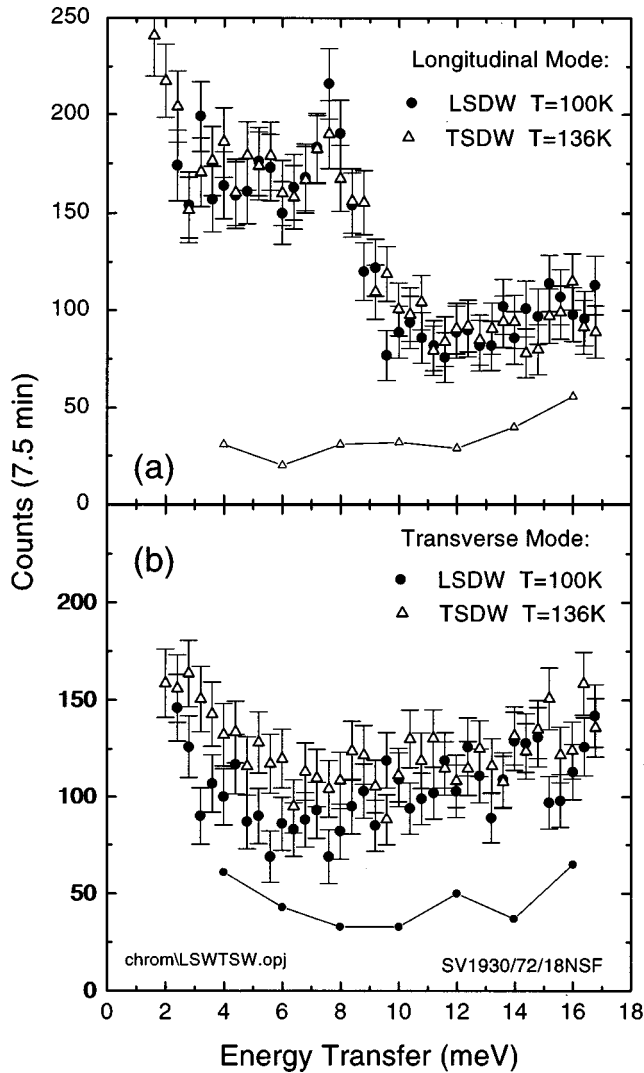 250
200
150
100
50
0
Longitudinal Mode:
LSDW T=100K
TSDW T=136K
(a)
Counts (7.5 min)
(b)
Transverse Mode:
LSDW T=100K
TSDW T=136K
200
150
100
50
0
chrom\LSWTSW.opj
SV1930/72/18NSF
0 2 4 6 8 10 12 14 16 18
Energy Transfer (meV)